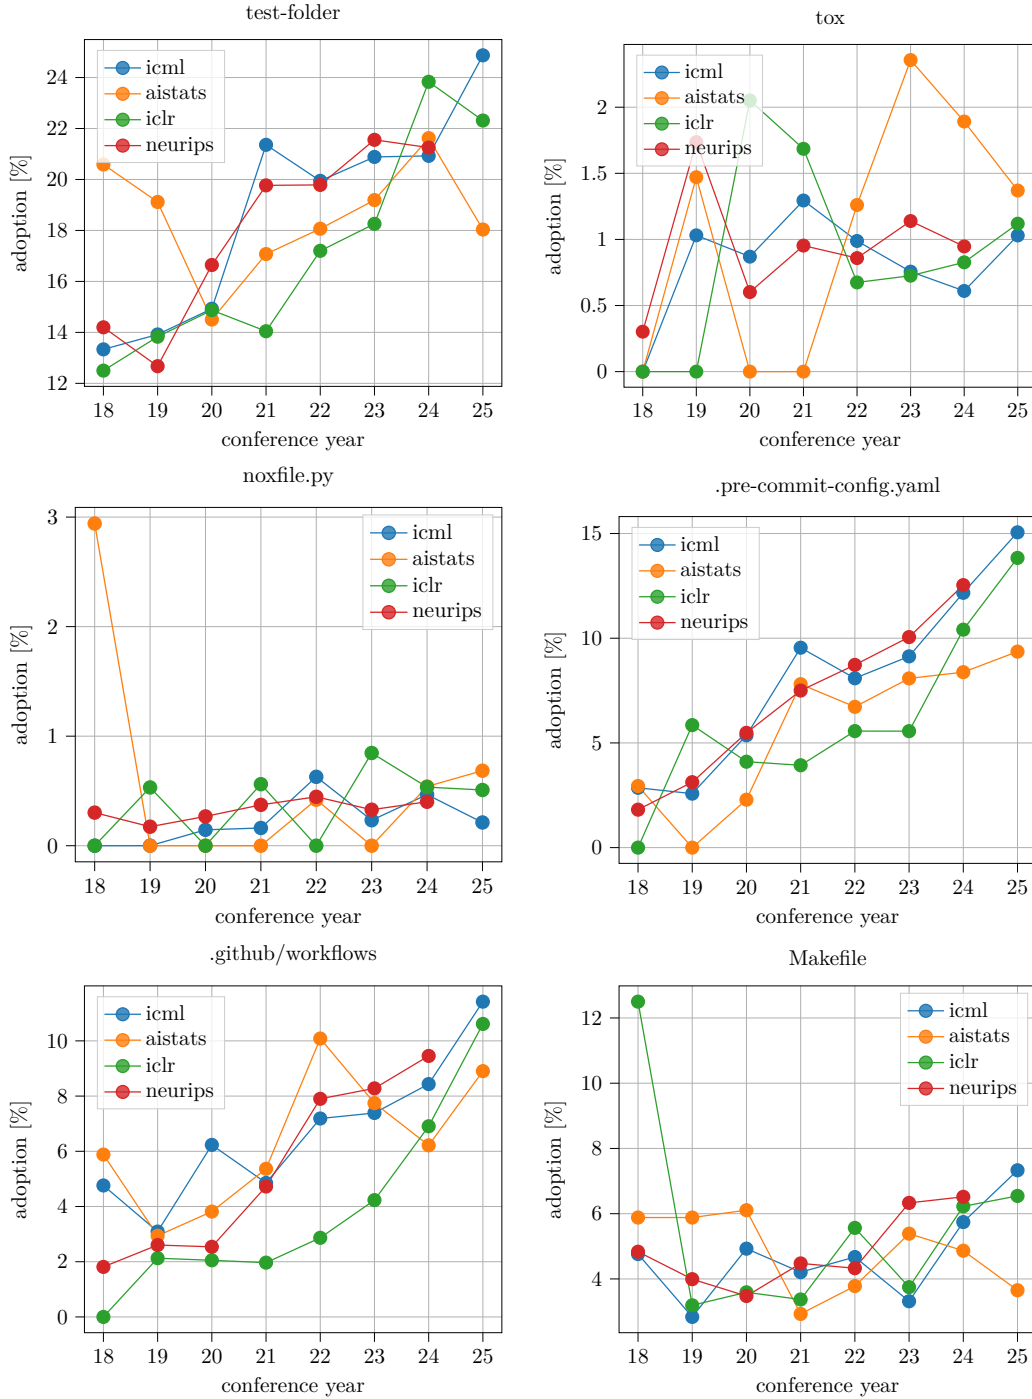 test-folder
24
22
20
18
16
14
12
adoption [%]
icml
aistats
iclr
neurips
18 19 20 21 22 23 24 25
conference year
tox
2
1.5
1
0.5
0
adoption [%]
icml
aistats
iclr
neurips
18 19 20 21 22 23 24 25
conference year
noxfile.py
3
2
1
0
adoption [%]
icml
aistats
iclr
neurips
18 19 20 21 22 23 24 25
conference year
.pre-commit-config.yaml
15
10
5
0
adoption [%]
icml
aistats
iclr
neurips
18 19 20 21 22 23 24 25
conference year
.github/workflows
10
8
6
4
2
0
adoption [%]
icml
aistats
iclr
neurips
18 19 20 21 22 23 24 25
conference year
Makefile
12
10
8
6
4
adoption [%]
icml
aistats
iclr
neurips
18 19 20 21 22 23 24 25
conference year